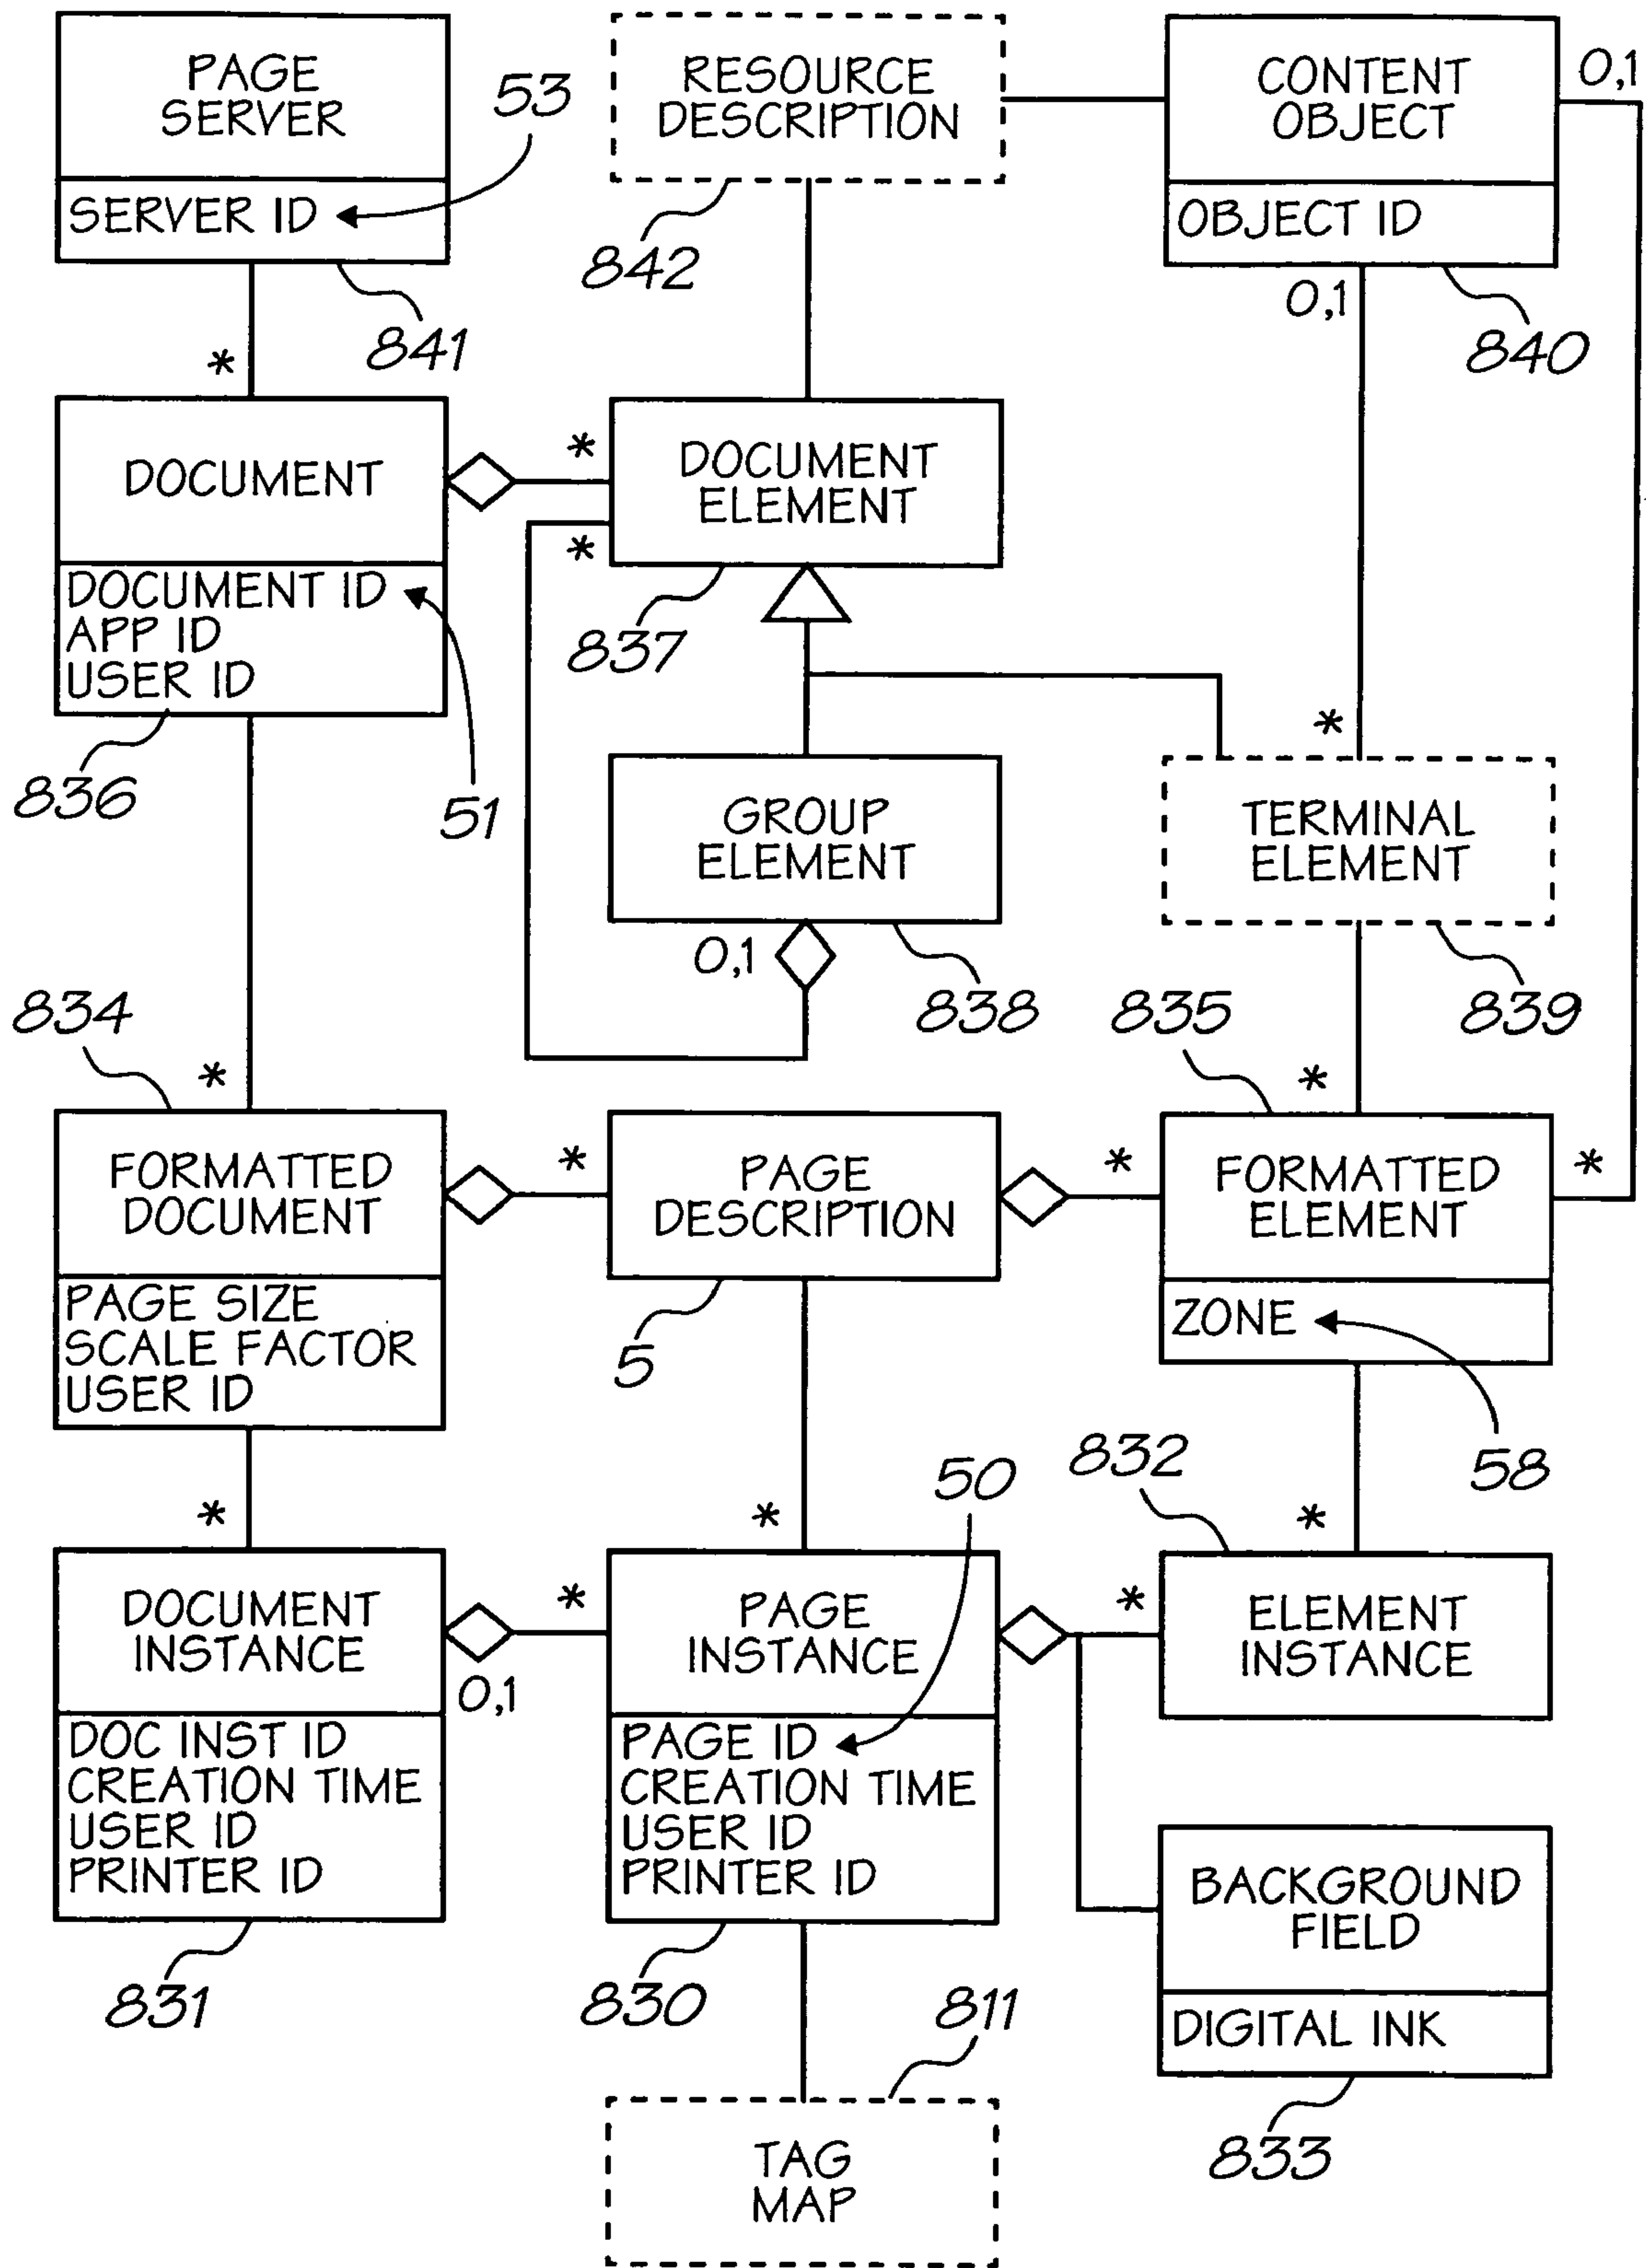 PAGE
SERVER
SERVER ID
53
841
RESOURCE
DESCRIPTION
842
CONTENT
OBJECT
OBJECT ID
0,1
0,1
840
*
DOCUMENT
DOCUMENT ID
APP ID
USER ID
836
51
*
*
DOCUMENT
ELEMENT
837
GROUP
ELEMENT
0,1
838
*
TERMINAL
ELEMENT
839
834
*
FORMATTED
DOCUMENT
PAGE SIZE
SCALE FACTOR
USER ID
*
PAGE
DESCRIPTION
5
835
*
*
FORMATTED
ELEMENT
*
ZONE
58
*
DOCUMENT
INSTANCE
DOC INST ID
CREATION TIME
USER ID
PRINTER ID
831
0,1
*
*
50
PAGE
INSTANCE
PAGE ID
CREATION TIME
USER ID
PRINTER ID
830
832
*
*
ELEMENT
INSTANCE
BACKGROUND
FIELD
DIGITAL INK
833
811
TAG
MAP